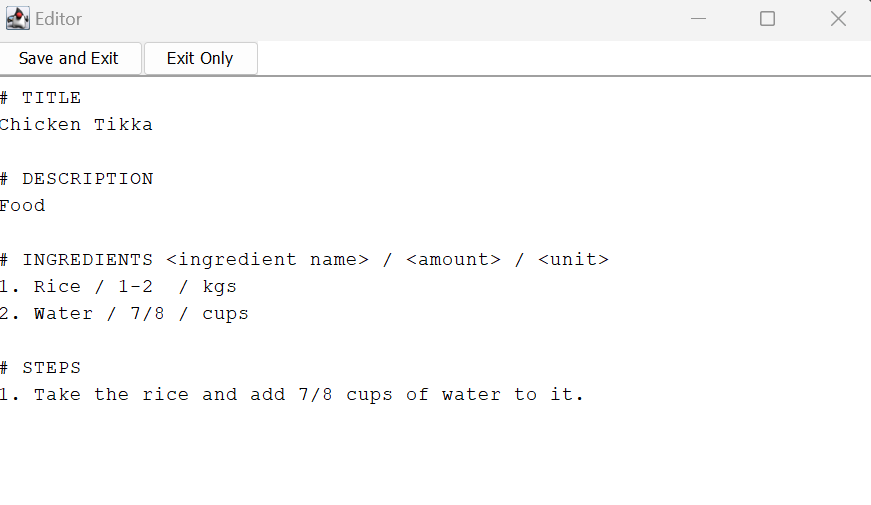 Editor
Save and Exit Exit Only
# TITLE
Chicken Tikka
# DESCRIPTION
Food
# INGREDIENTS <ingredient name> / <amount> / <unit>
1. Rice / 1-2  / kgs
2. Water / 7/8 / cups
# STEPS
1. Take the rice and add 7/8 cups of water to it.